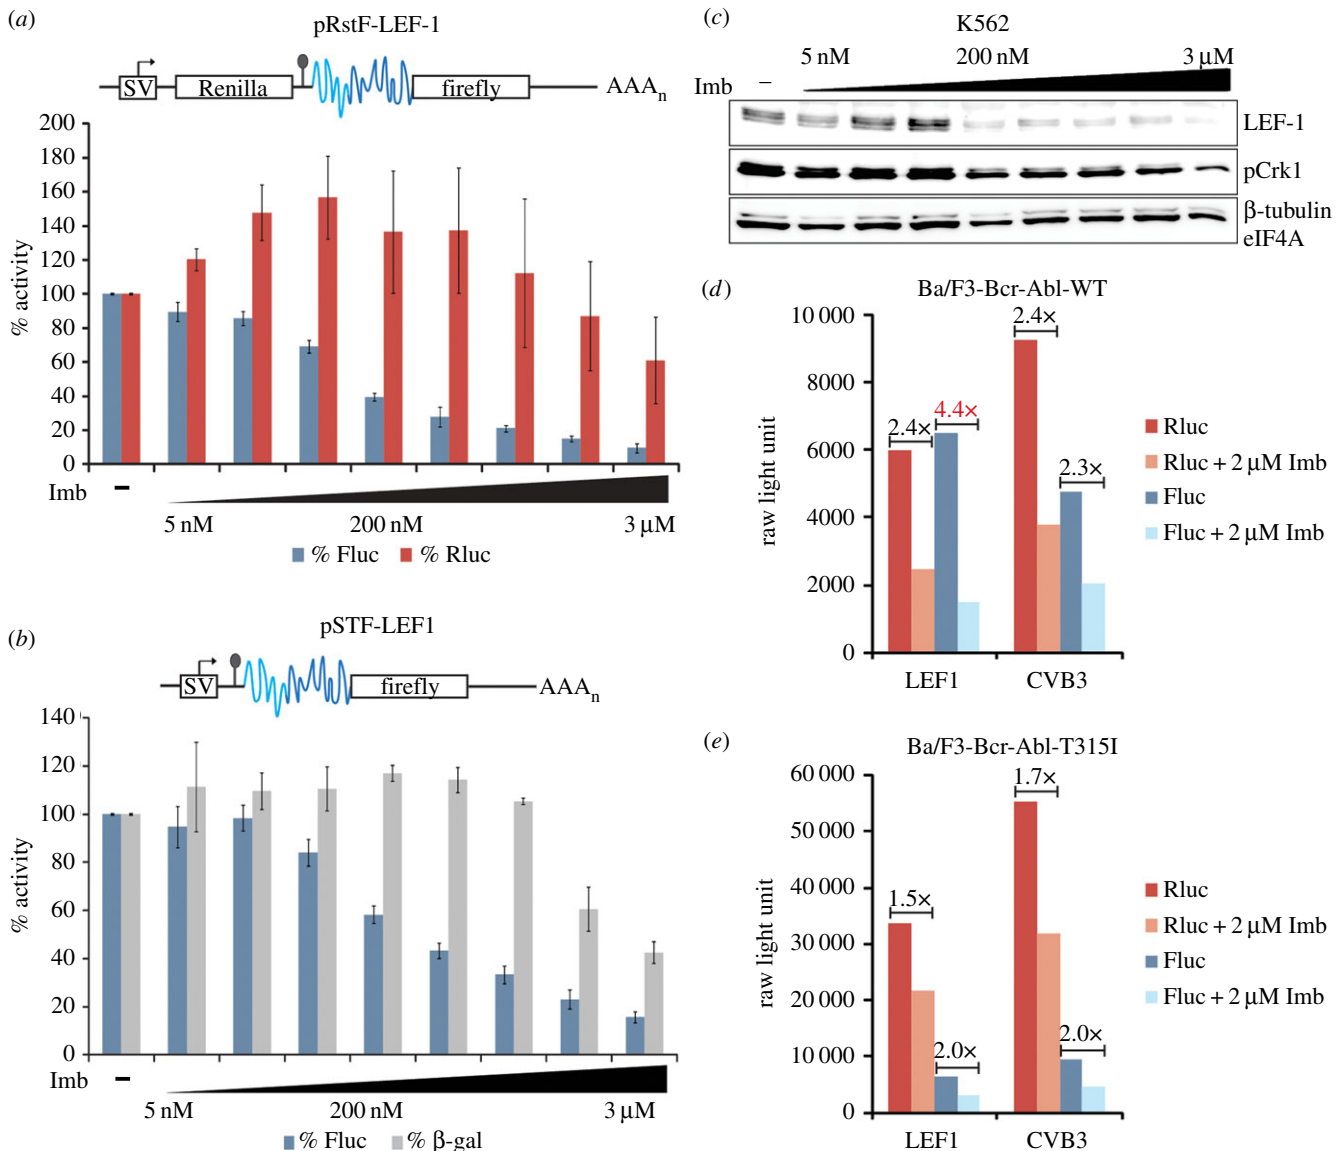 (a)
pRstF-LEF-1
SV Renilla firefly AAAn
200
180
160
140
120
100
80
60
40
20
0
% activity
Imb –
5 nM 200 nM 3 µM
% Fluc % Rluc
(b)
pSTF-LEF1
SV firefly AAAn
140
120
100
80
60
40
20
0
% activity
Imb –
5 nM 200 nM 3 µM
% Fluc % β-gal
(c)
K562
5 nM 200 nM 3 µM
Imb –
LEF-1
pCrk1
β-tubulin
eIF4A
(d)
Ba/F3-Bcr-Abl-WT
10 000
8000
6000
4000
2000
0
raw light unit
2.4×
4.4×
2.4×
2.3×
LEF1 CVB3
Rluc
Rluc + 2 µM Imb
Fluc
Fluc + 2 µM Imb
(e)
Ba/F3-Bcr-Abl-T315I
60 000
50 000
40 000
30 000
20 000
10 000
0
raw light unit
1.5×
2.0×
1.7×
2.0×
LEF1 CVB3
Rluc
Rluc + 2 µM Imb
Fluc
Fluc + 2 µM Imb